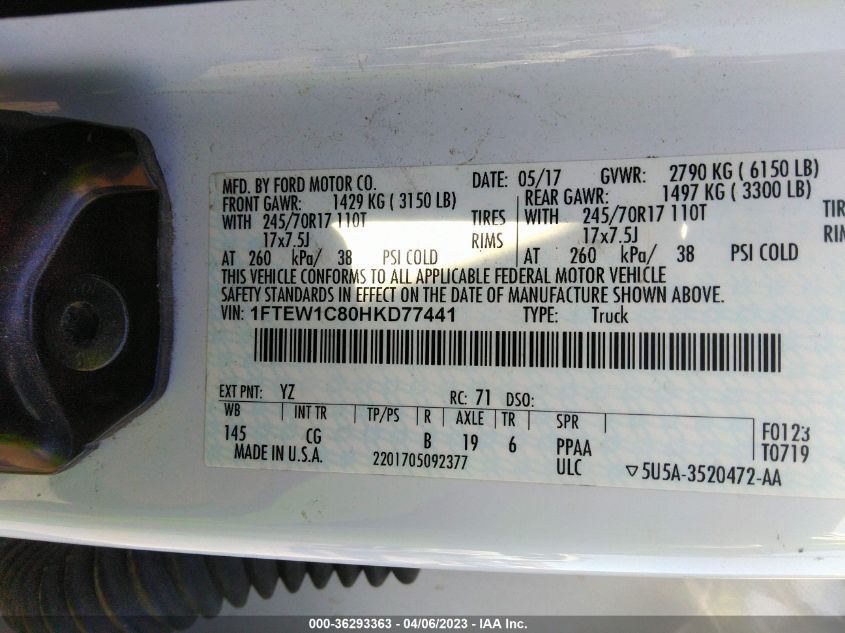 MFD. BY FORD MOTOR CO. DATE: 05/17 GVWR: 2790 KG ( 6150 LB)
FRONT GAWR: 1429 KG ( 3150 LB) REAR GAWR: 1497 KG ( 3300 LB)
WITH 245/70R17 110T TIRES WITH 245/70R17 110T TIR
17x7.5J RIMS 17x7.5J RIM
AT 260 kPa/ 38 PSI COLD AT 260 kPa/ 38 PSI COLD
THIS VEHICLE CONFORMS TO ALL APPLICABLE FEDERAL MOTOR VEHICLE
SAFETY STANDARDS IN EFFECT ON THE DATE OF MANUFACTURE SHOWN ABOVE.
VIN: 1FTEW1C80HKD77441 TYPE: Truck
EXT PNT: YZ RC: 71 DSO:
WB INT TR TP/PS R AXLE TR SPR
145 CG B 19 6 PPAA F0123
MADE IN U.S.A. 2201705092377 ULC T0719
▽5U5A-3520472-AA
000-36293363 - 04/06/2023 - IAA Inc.